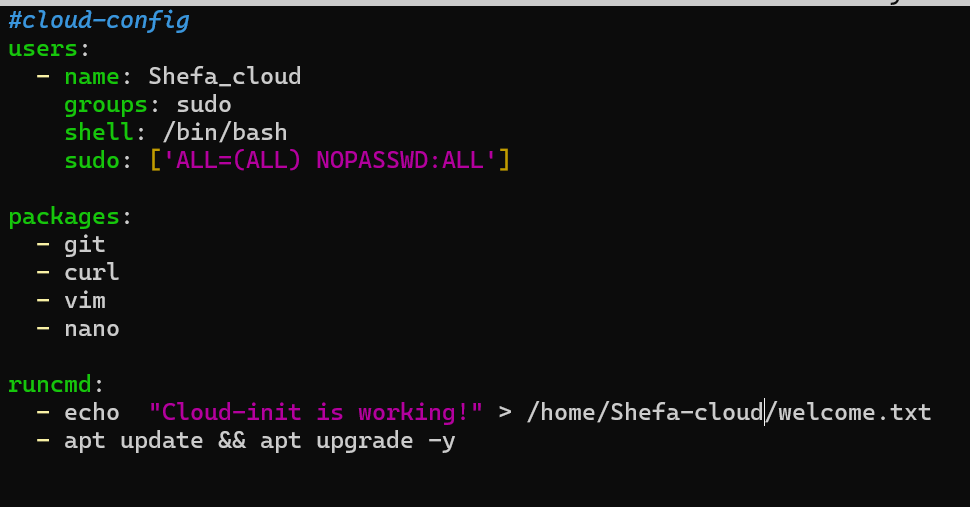 #cloud-config
users:
  - name: Shefa_cloud
    groups: sudo
    shell: /bin/bash
    sudo: ['ALL=(ALL) NOPASSWD:ALL']

packages:
  - git
  - curl
  - vim
  - nano

runcmd:
  - echo  "Cloud-init is working!" > /home/Shefa-cloud/welcome.txt
  - apt update && apt upgrade -y